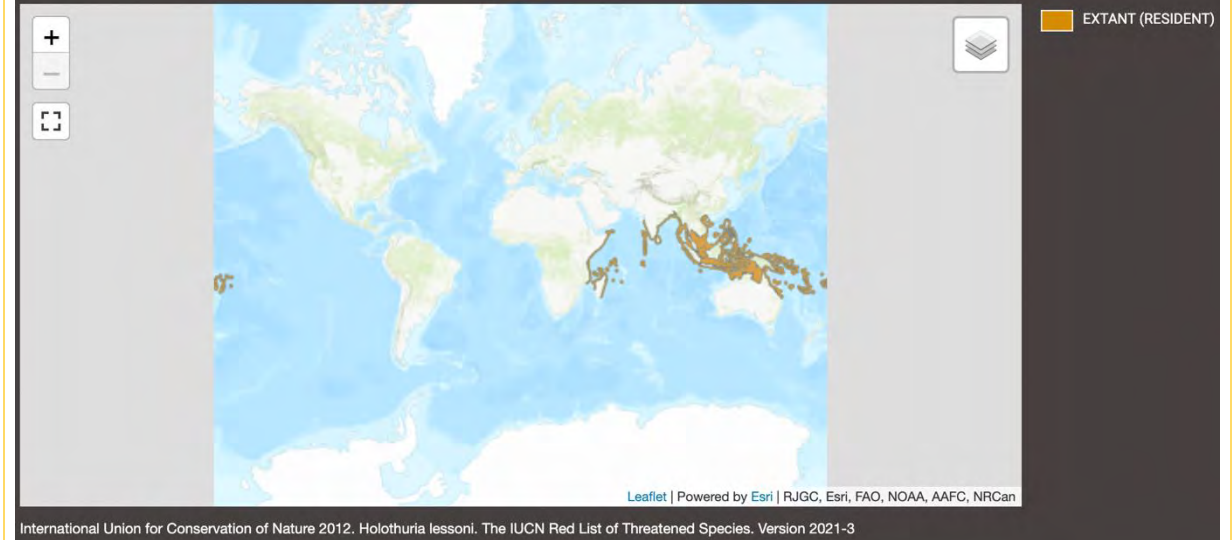 +
EXTANT (RESIDENT)
−
Leaflet | Powered by Esri | RJGC, Esri, FAO, NOAA, AAFC, NRCan
International Union for Conservation of Nature 2012. Holothuria lessoni. The IUCN Red List of Threatened Species. Version 2021-3